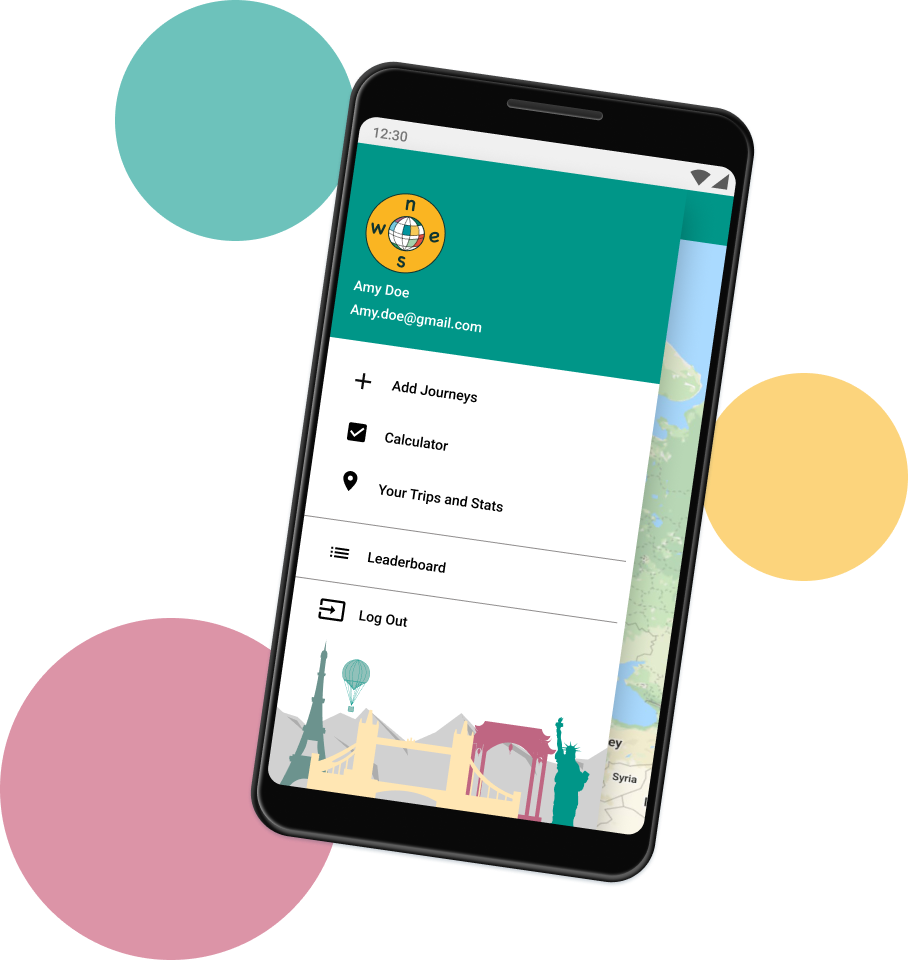 12:30
n
w e
s
Amy Doe
Amy.doe@gmail.com
Add Journeys
Calculator
Your Trips and Stats
Leaderboard
Log Out
ey
Syria